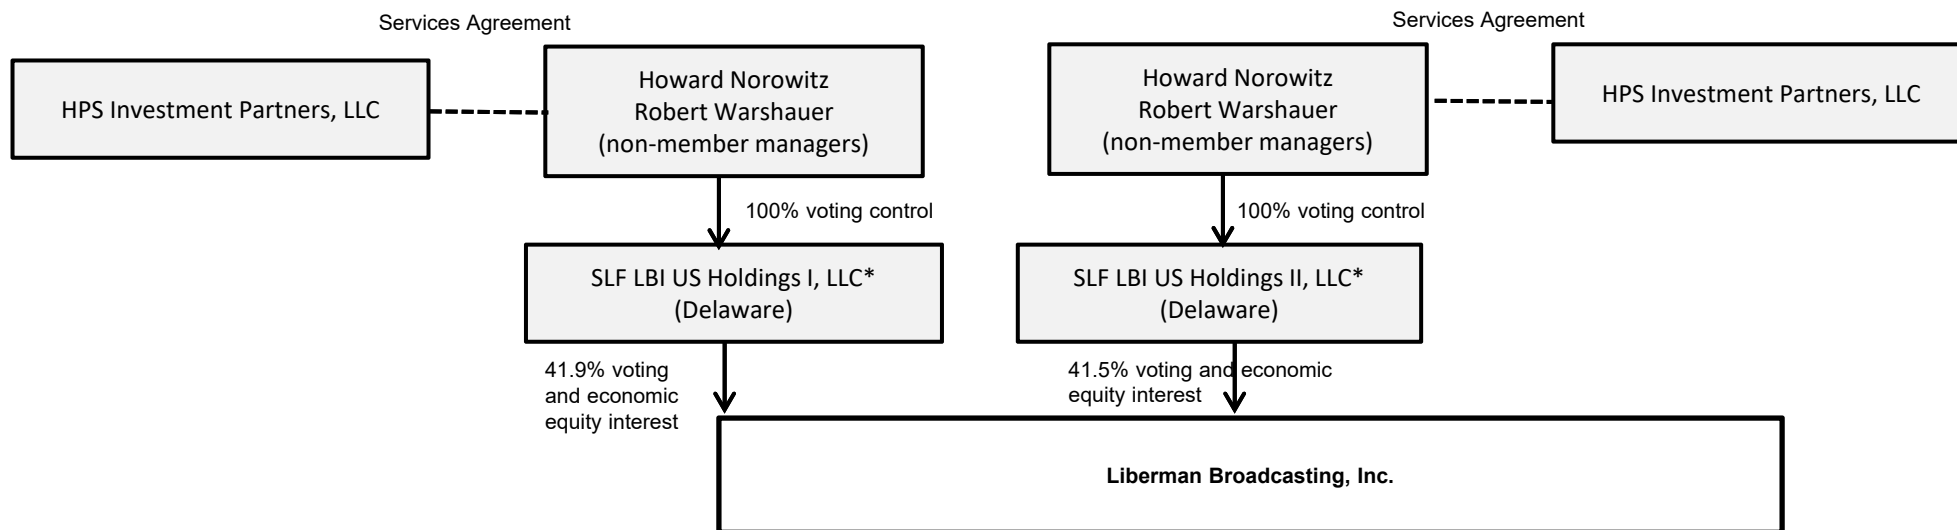 Services Agreement
Services Agreement
HPS Investment Partners, LLC
Howard Norowitz
Robert Warshauer
(non-member managers)
Howard Norowitz
Robert Warshauer
(non-member managers)
HPS Investment Partners, LLC
100% voting control
100% voting control
SLF LBI US Holdings I, LLC*
(Delaware)
SLF LBI US Holdings II, LLC*
(Delaware)
41.9% voting
and economic
equity interest
41.5% voting and economic
equity interest
Liberman Broadcasting, Inc.